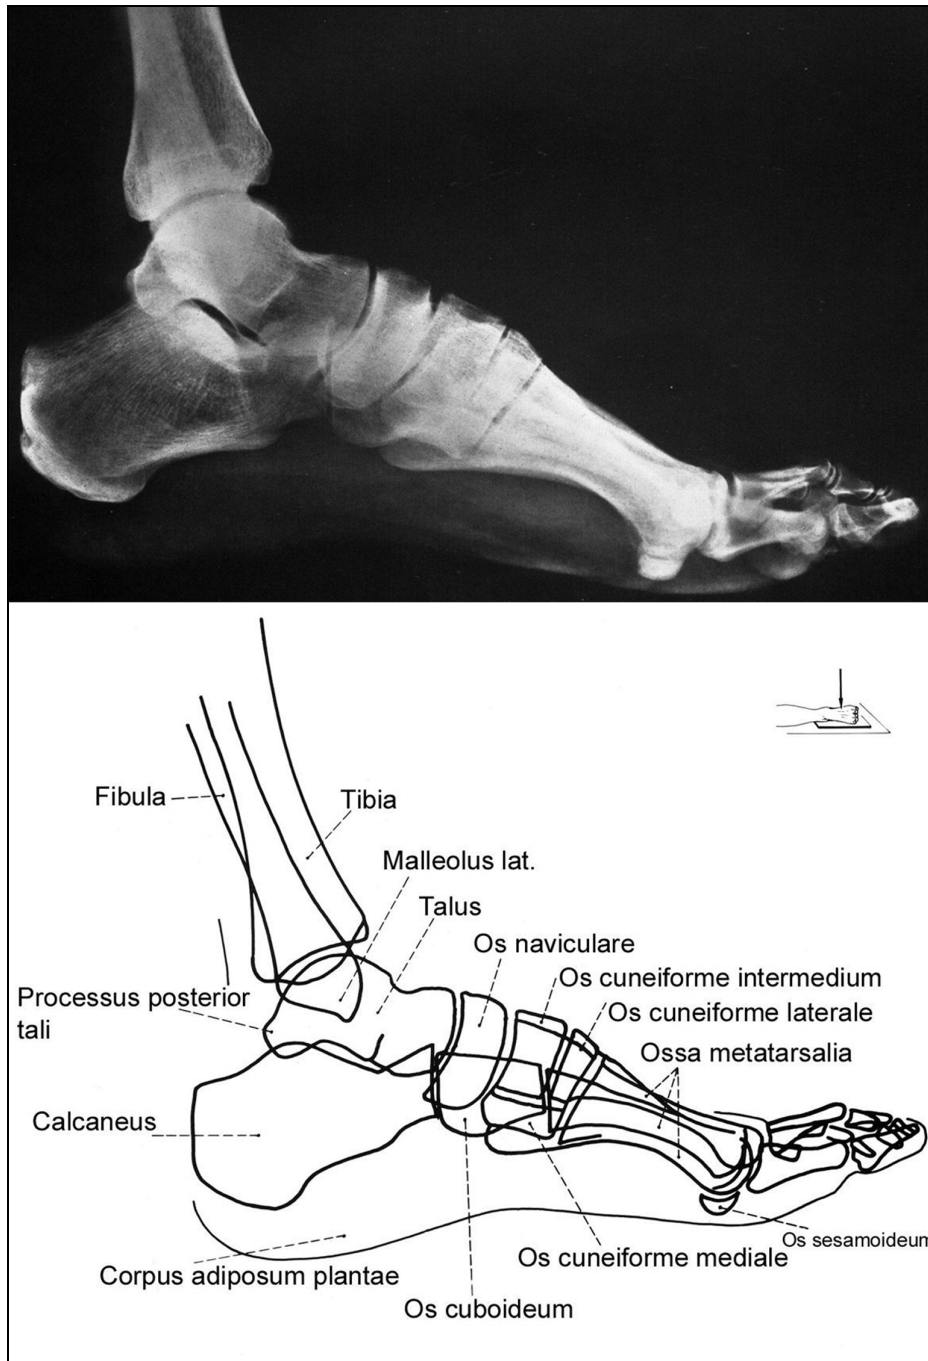 Fibula
Tibia
Malleolus lat.
Talus
Os naviculare
Os cuneiforme intermedium
Processus posterior
tali
Os cuneiforme laterale
Ossa metatarsalia
Calcaneus
Os sesamoideum
Os cuneiforme mediale
Corpus adiposum plantae
Os cuboideum